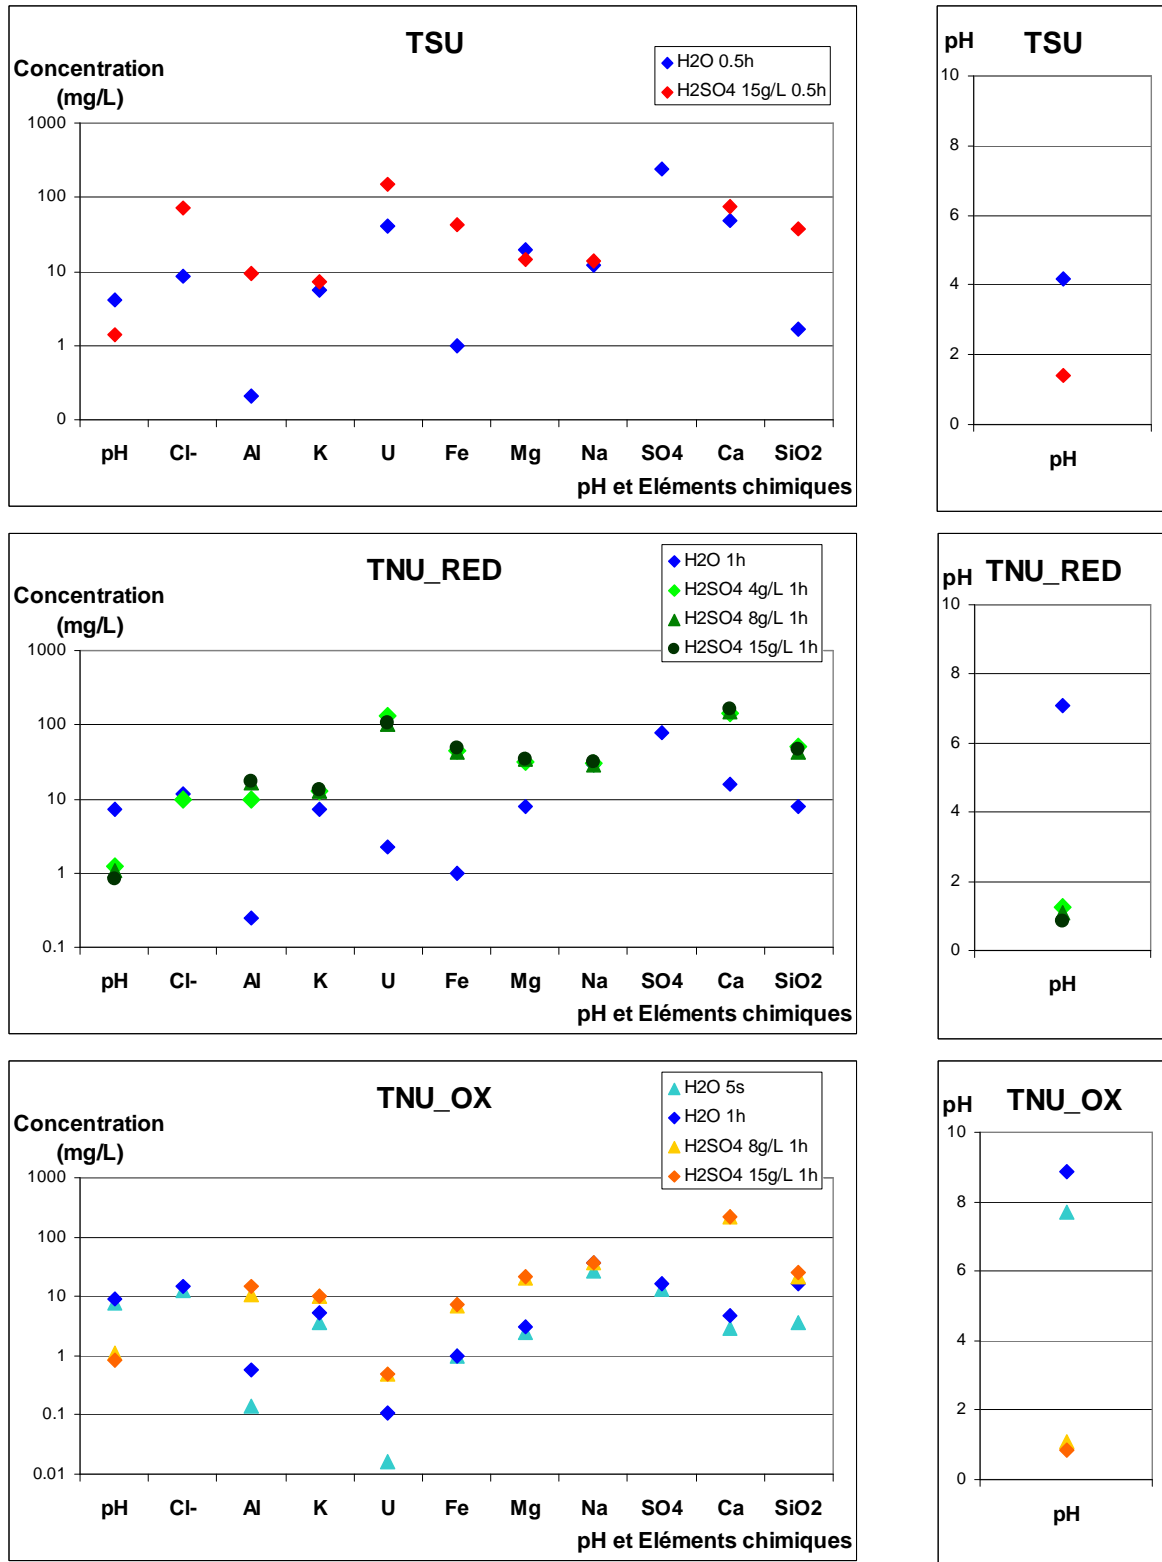 TSU
Concentration
(mg/L)
H2O 0.5h
H2SO4 15g/L 0.5h
1000
100
10
1
0
pH Cl- Al K U Fe Mg Na SO4 Ca SiO2
pH et Eléments chimiques
pH TSU
10
8
6
4
2
0
pH
TNU_RED
Concentration
(mg/L)
H2O 1h
H2SO4 4g/L 1h
H2SO4 8g/L 1h
H2SO4 15g/L 1h
1000
100
10
1
0.1
pH Cl- Al K U Fe Mg Na SO4 Ca SiO2
pH et Eléments chimiques
pH TNU_RED
10
8
6
4
2
0
pH
TNU_OX
Concentration
(mg/L)
H2O 5s
H2O 1h
H2SO4 8g/L 1h
H2SO4 15g/L 1h
1000
100
10
1
0.1
0.01
pH Cl- Al K U Fe Mg Na SO4 Ca SiO2
pH et Eléments chimiques
pH TNU_OX
10
8
6
4
2
0
pH